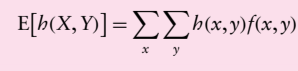 E[h(X, Y)] = ∑∑h(x, y)f(x, y)
x y